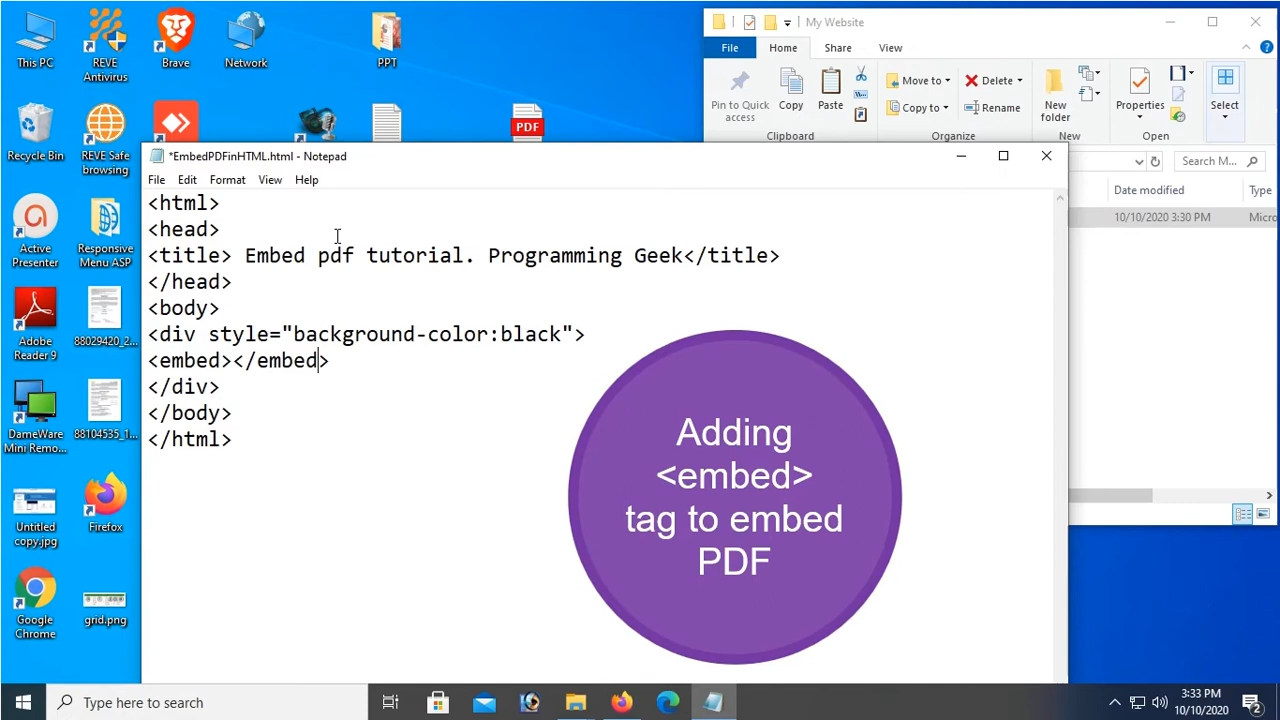 This PC
REVE
Antivirus
Brave
Network
PPT
My Website
File
Home
Share
View
Pin to Quick
access
Copy
Paste
Move to
Copy to
Delete
Rename
New
folder
Properties
Select
Clipboard
Organize
New
Open
Recycle Bin
REVE Safe
browsing
PDF
*EmbedPDFinHTML.html - Notepad
File Edit Format View Help
Search M...
Date modified
Type
10/10/2020 3:30 PM
Micro
<html>
<head>
<title> Embed pdf tutorial. Programming Geek</title>
</head>
<body>
<div style="background-color:black">
<embed></embed>
</div>
</body>
</html>
Adding
<embed>
tag to embed
PDF
Active
Presenter
Responsive
Menu ASP
Adobe
Reader 9
88029420_2...
DameWare
Mini Remo...
88104535_1...
Untitled
copy.jpg
Firefox
Google
Chrome
grid.png
Type here to search
3:33 PM
10/10/2020
2